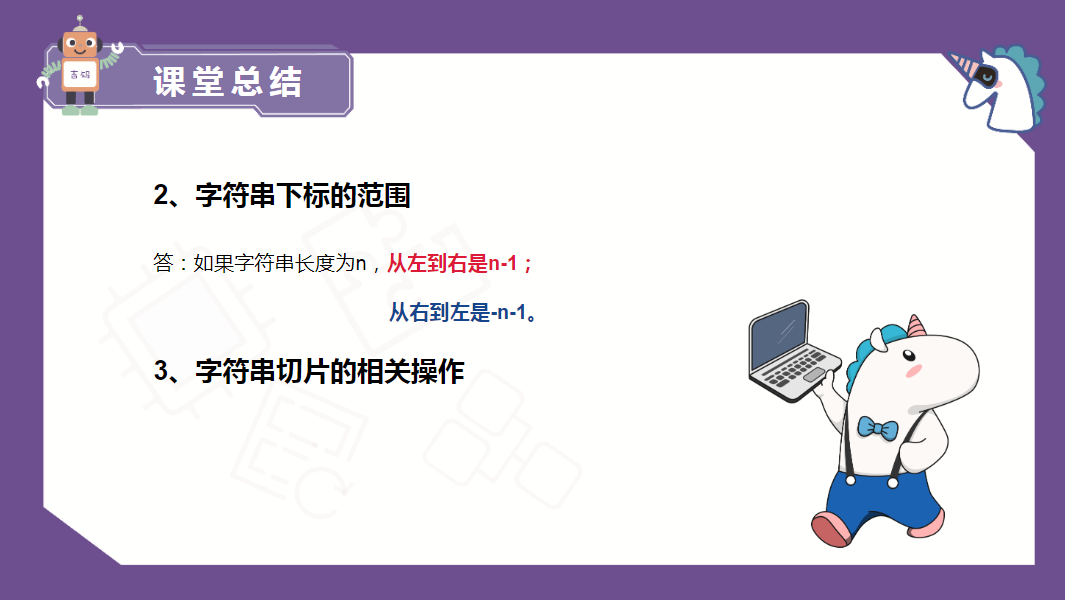 吉码
课堂总结
2、字符串下标的范围
答：如果字符串长度为n，从左到右是n-1；
从右到左是-n-1。
3、字符串切片的相关操作